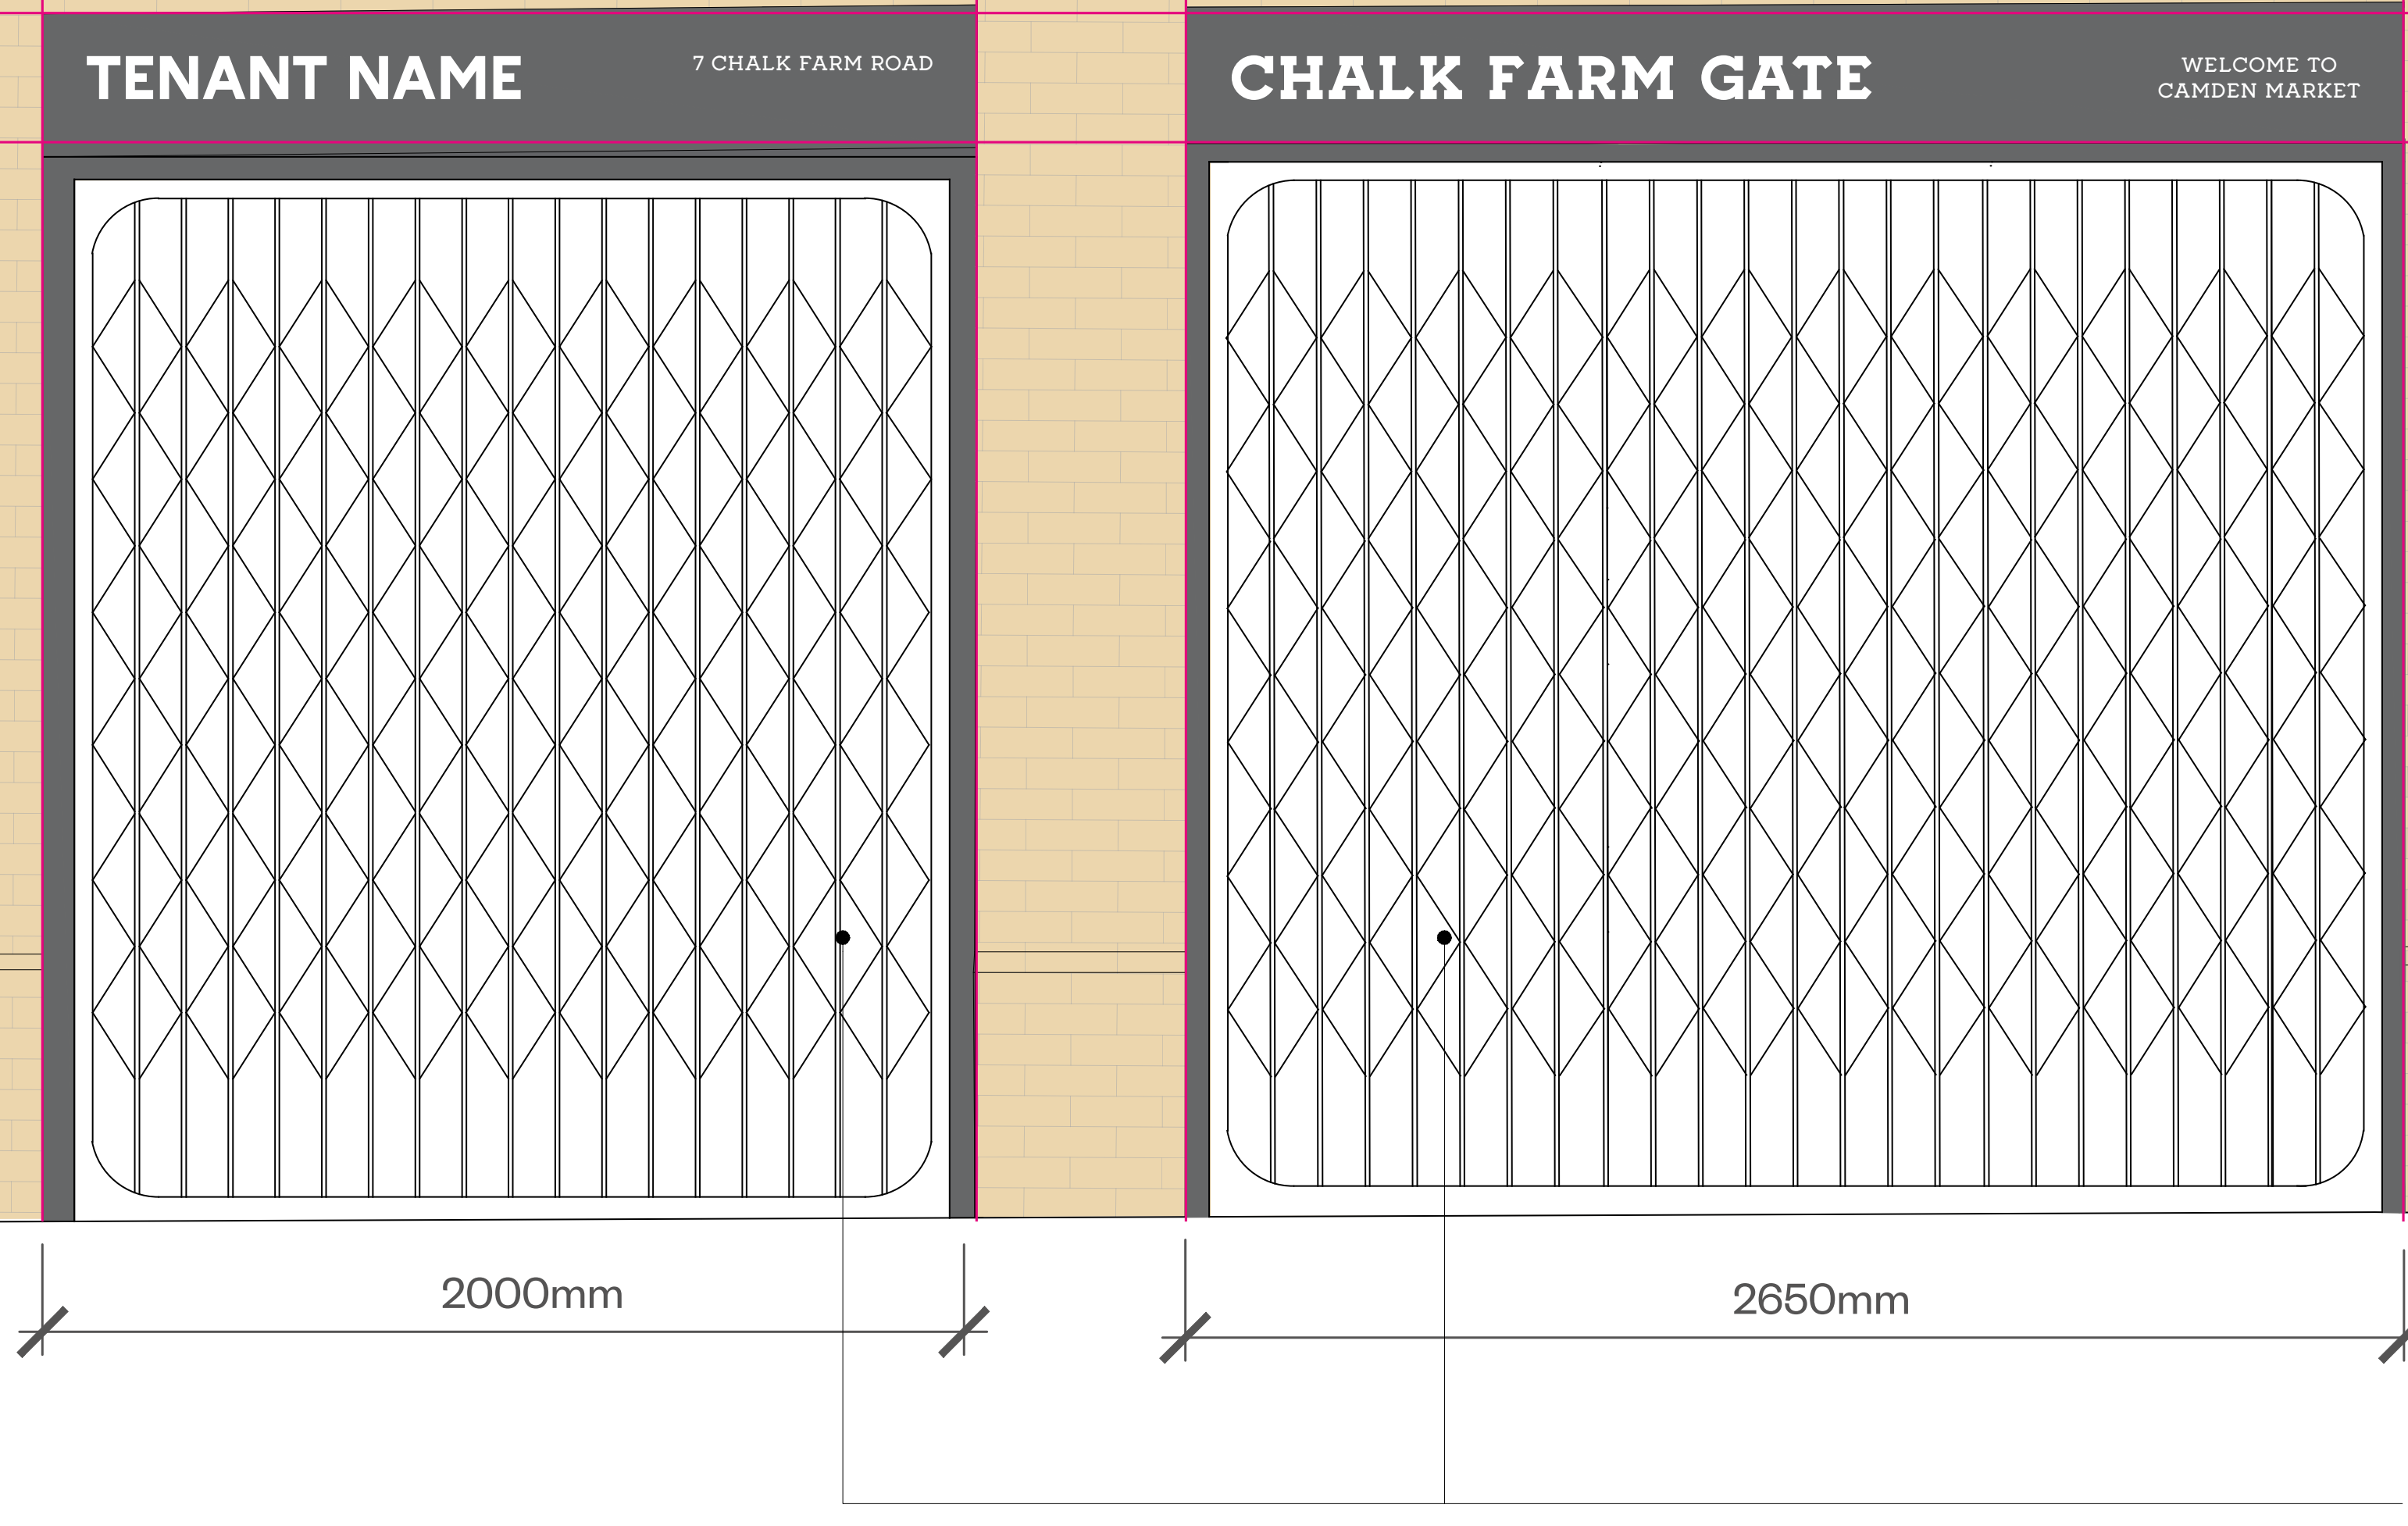 TENANT NAME
7 CHALK FARM ROAD
CHALK FARM GATE
WELCOME TO
CAMDEN MARKET
2000mm
2650mm